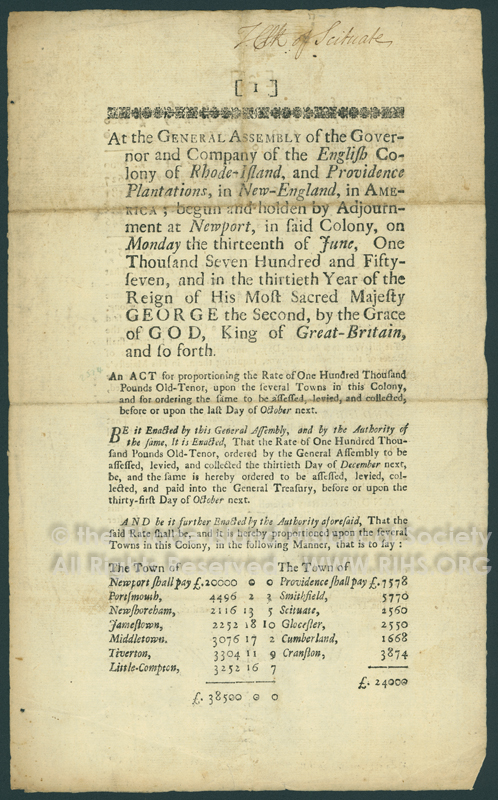 T Clk of Scituate
[ 1 ]
At the GENERAL ASSEMBLY of the Gover-
nor and Company of the Engliſh Co-
lony of Rhode-Iſland, and Providence
Plantations, in New-England, in AME-
RICA; begun and holden by Adjourn-
ment at Newport, in ſaid Colony, on
Monday the thirteenth of June, One
Thouſand Seven Hundred and Fifty-
ſeven, and in the thirtieth Year of the
Reign of His Moſt Sacred Majeſty
GEORGE the Second, by the Grace
of GOD, King of Great-Britain,
and ſo forth.
An ACT for proportioning the Rate of One Hundred Thouſand
Pounds Old-Tenor, upon the ſeveral Towns in this Colony,
and for ordering the ſame to be aſſeſſed, levied, and collected,
before or upon the laſt Day of October next.
BE it Enacted by this General Aſſembly, and by the Authority of
the ſame, It is Enacted, That the Rate of One Hundred Thou-
ſand Pounds Old-Tenor, ordered by the General Aſſembly to be
aſſeſſed, levied, and collected the thirtieth Day of December next,
be, and the ſame is hereby ordered to be aſſeſſed, levied, col-
lected, and paid into the General Treaſury, before or upon the
thirty-firſt Day of October next.
AND be it further Enacted by the Authority aforeſaid, That the
ſaid Rate ſhall be, and it is hereby proportioned upon the ſeveral
Towns in this Colony, in the following Manner, that is to ſay:
The Town of The Town of
Newport ſhall pay £.20000 0 0 Providence ſhall pay £.7578
Portſmouth, 4496 2 2 Smithfield, 5770
Newſhoreham, 2116 13 5 Scituate, 2560
Jameſtown, 2252 18 10 Gloceſter, 2550
Middletown. 3076 17 2 Cumberland, 1668
Tiverton, 3304 11 9 Cranſton, 3874
Little-Compton, 3252 16 7
£. 24000
£. 38500 0 0
© the Society
All Reserved WWW.RIHS.ORG